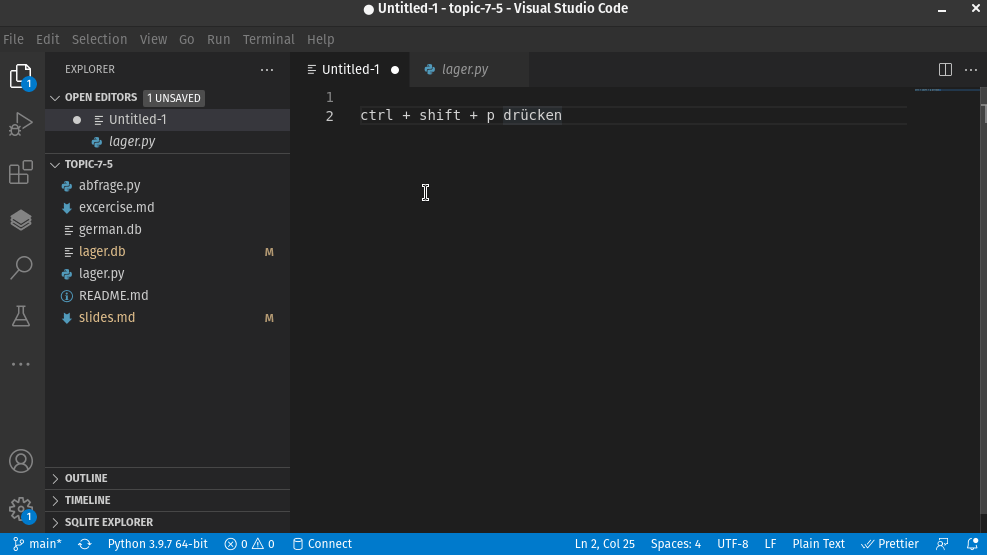 Untitled-1 - topic-7-5 - Visual Studio Code
File Edit Selection View Go Run Terminal Help
EXPLORER
OPEN EDITORS 1 UNSAVED
Untitled-1
lager.py
TOPIC-7-5
abfrage.py
excercise.md
german.db
lager.db M
lager.py
README.md
slides.md M
OUTLINE
TIMELINE
SQLITE EXPLORER
1
1
Untitled-1 lager.py
1
2 ctrl + shift + p drücken
main* Python 3.9.7 64-bit 0 0 Connect Ln 2, Col 25 Spaces: 4 UTF-8 LF Plain Text Prettier